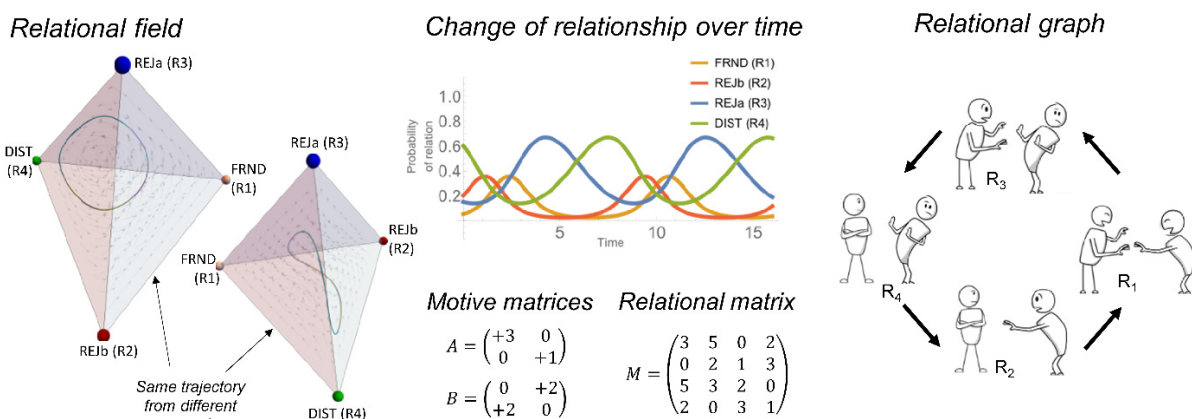 Relational field
REJa (R3)
DIST
(R4)
FRND
(R1)
REJb (R2)
REJa (R3)
REJb
(R2)
FRND
(R1)
DIST (R4)
Same trajectory
from different
Change of relationship over time
FRND (R1)
REJb (R2)
REJa (R3)
DIST (R4)
Probability
of relation
1.0
0.8
0.6
0.4
0.2
5
10
15
Time
Motive matrices
A = (+3 0
0 +1)
B = (0 +2
+2 0)
Relational matrix
M = (3 5 0 2
0 2 1 3
5 3 2 0
2 0 3 1)
Relational graph
R3
R4
R1
R2